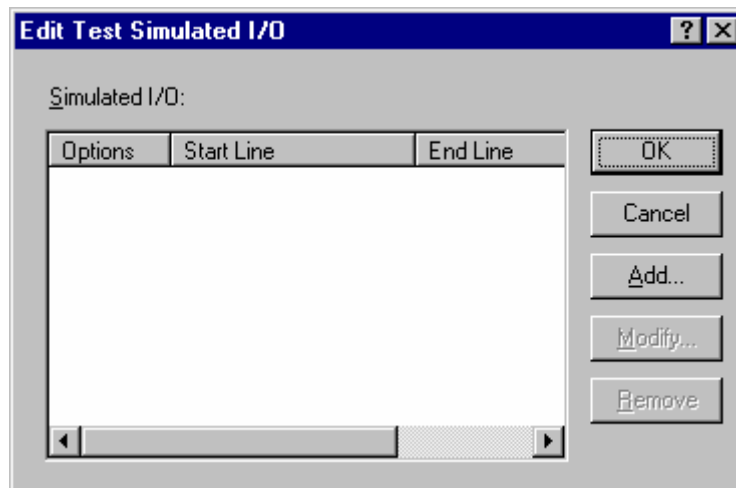 Edit Test Simulated I/O
Simulated I/O:
Options Start Line End Line
OK
Cancel
Add...
Modify...
Remove